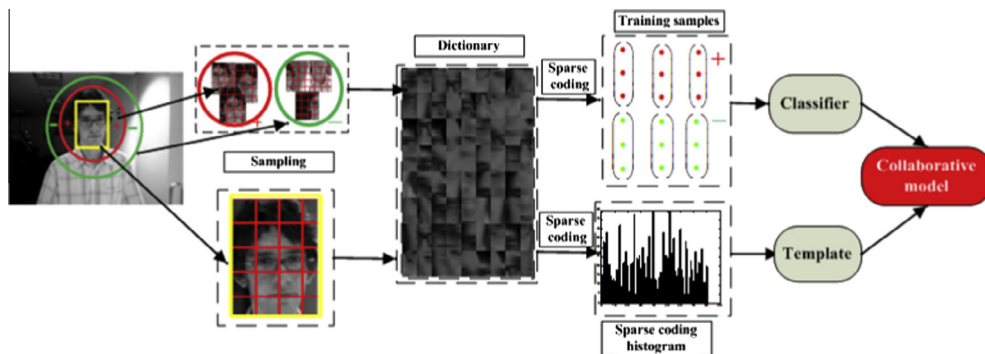 Training samples
Dictionary
Sparse
coding
Classifier
Sampling
Collaborative
model
Sparse
coding
Template
Sparse coding
histogram